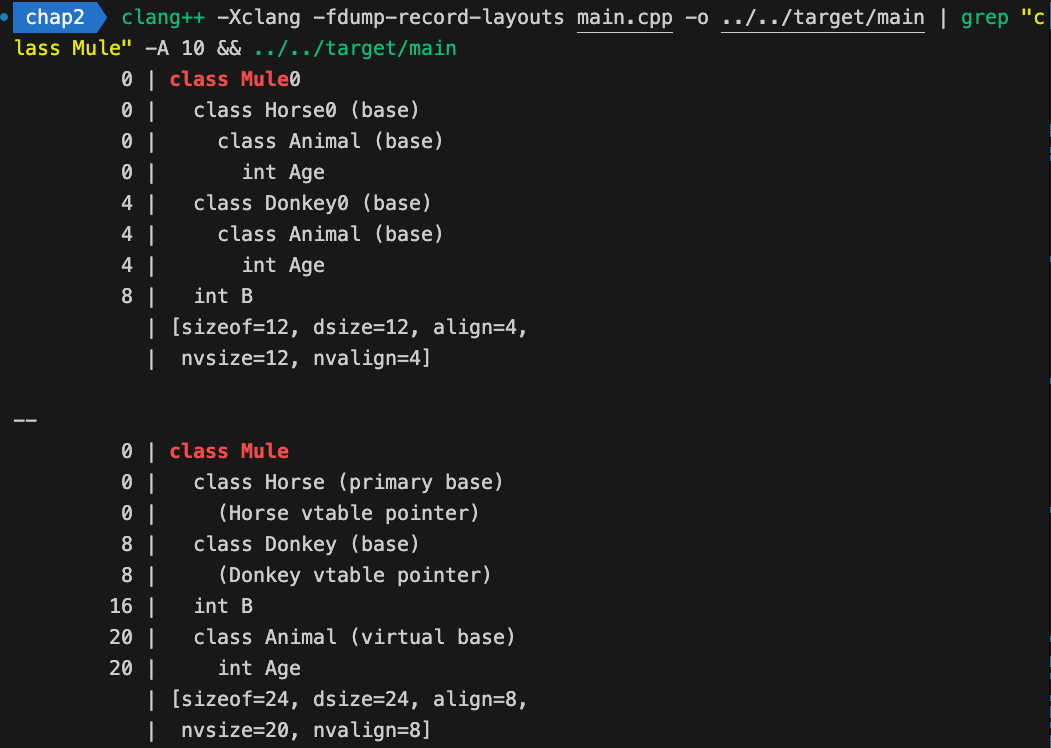 chap2 clang++ -Xclang -fdump-record-layouts main.cpp -o ../../target/main | grep "c
lass Mule" -A 10 && ../../target/main
         0 | class Mule0
         0 |   class Horse0 (base)
         0 |     class Animal (base)
         0 |       int Age
         4 |   class Donkey0 (base)
         4 |     class Animal (base)
         4 |       int Age
         8 |   int B
           | [sizeof=12, dsize=12, align=4,
           |  nvsize=12, nvalign=4]
--
         0 | class Mule
         0 |   class Horse (primary base)
         0 |     (Horse vtable pointer)
         8 |   class Donkey (base)
         8 |     (Donkey vtable pointer)
        16 |   int B
        20 |   class Animal (virtual base)
        20 |     int Age
           | [sizeof=24, dsize=24, align=8,
           |  nvsize=20, nvalign=8]